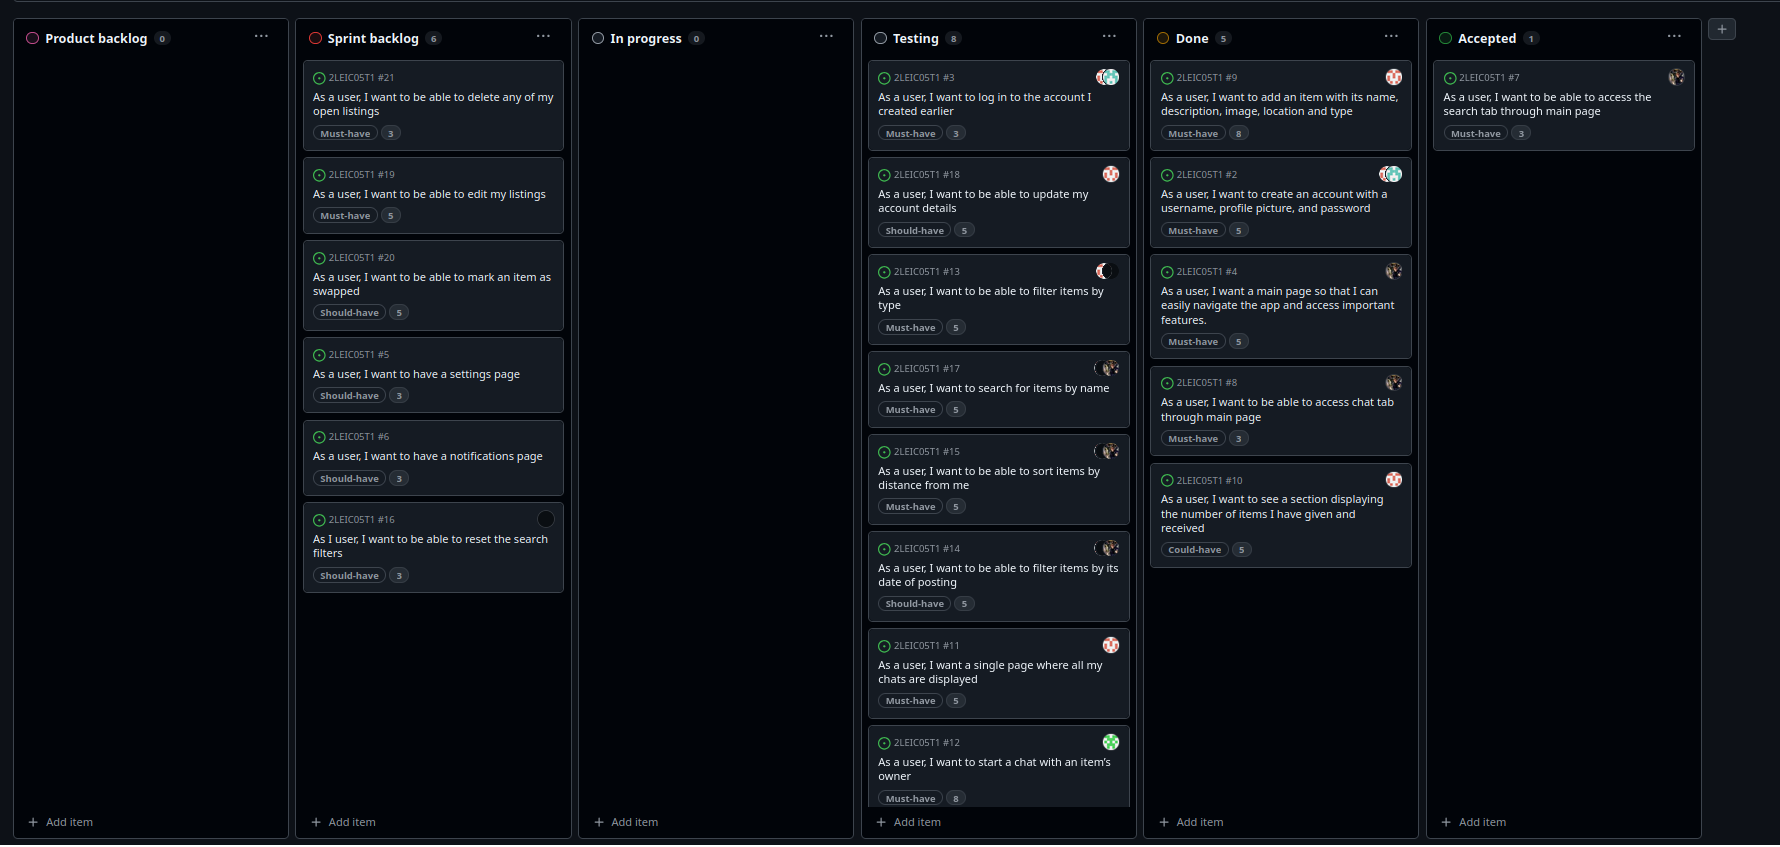 Product backlog 0 ...
2LEIC05T1 #21
As a user, I want to be able to delete any of my
open listings
Must-have 3
2LEIC05T1 #19
As a user, I want to be able to edit my listings
Must-have 5
2LEIC05T1 #20
As a user, I want to be able to mark an item as
swapped
Should-have 5
2LEIC05T1 #5
As a user, I want to have a settings page
Should-have 3
2LEIC05T1 #6
As a user, I want to have a notifications page
Should-have 3
2LEIC05T1 #16
As I user, I want to be able to reset the search
filters
Should-have 3
Sprint backlog 6 ...
In progress 0 ...
Testing 8 ...
2LEIC05T1 #3
As a user, I want to log in to the account I
created earlier
Must-have 3
2LEIC05T1 #18
As a user, I want to be able to update my
account details
Should-have 5
2LEIC05T1 #13
As a user, I want to be able to filter items by
type
Must-have 5
2LEIC05T1 #17
As a user, I want to search for items by name
Must-have 5
2LEIC05T1 #15
As a user, I want to be able to sort items by
distance from me
Must-have 5
2LEIC05T1 #14
As a user, I want to be able to filter items by its
date of posting
Should-have 5
2LEIC05T1 #11
As a user, I want a single page where all my
chats are displayed
Must-have 5
2LEIC05T1 #12
As a user, I want to start a chat with an item's
owner
Must-have 8
Done 5 ...
2LEIC05T1 #9
As a user, I want to add an item with its name,
description, image, location and type
Must-have 8
2LEIC05T1 #2
As a user, I want to create an account with a
username, profile picture, and password
Must-have 5
2LEIC05T1 #4
As a user, I want a main page so that I can
easily navigate the app and access important
features.
Must-have 5
2LEIC05T1 #8
As a user, I want to be able to access chat tab
through main page
Must-have 3
2LEIC05T1 #10
As a user, I want to see a section displaying
the number of items I have given and
received
Could-have 5
Accepted 1 ...
2LEIC05T1 #7
As a user, I want to be able to access the
search tab through main page
Must-have 3
+
+ Add item
+ Add item
+ Add item
+ Add item
+ Add item
+ Add item